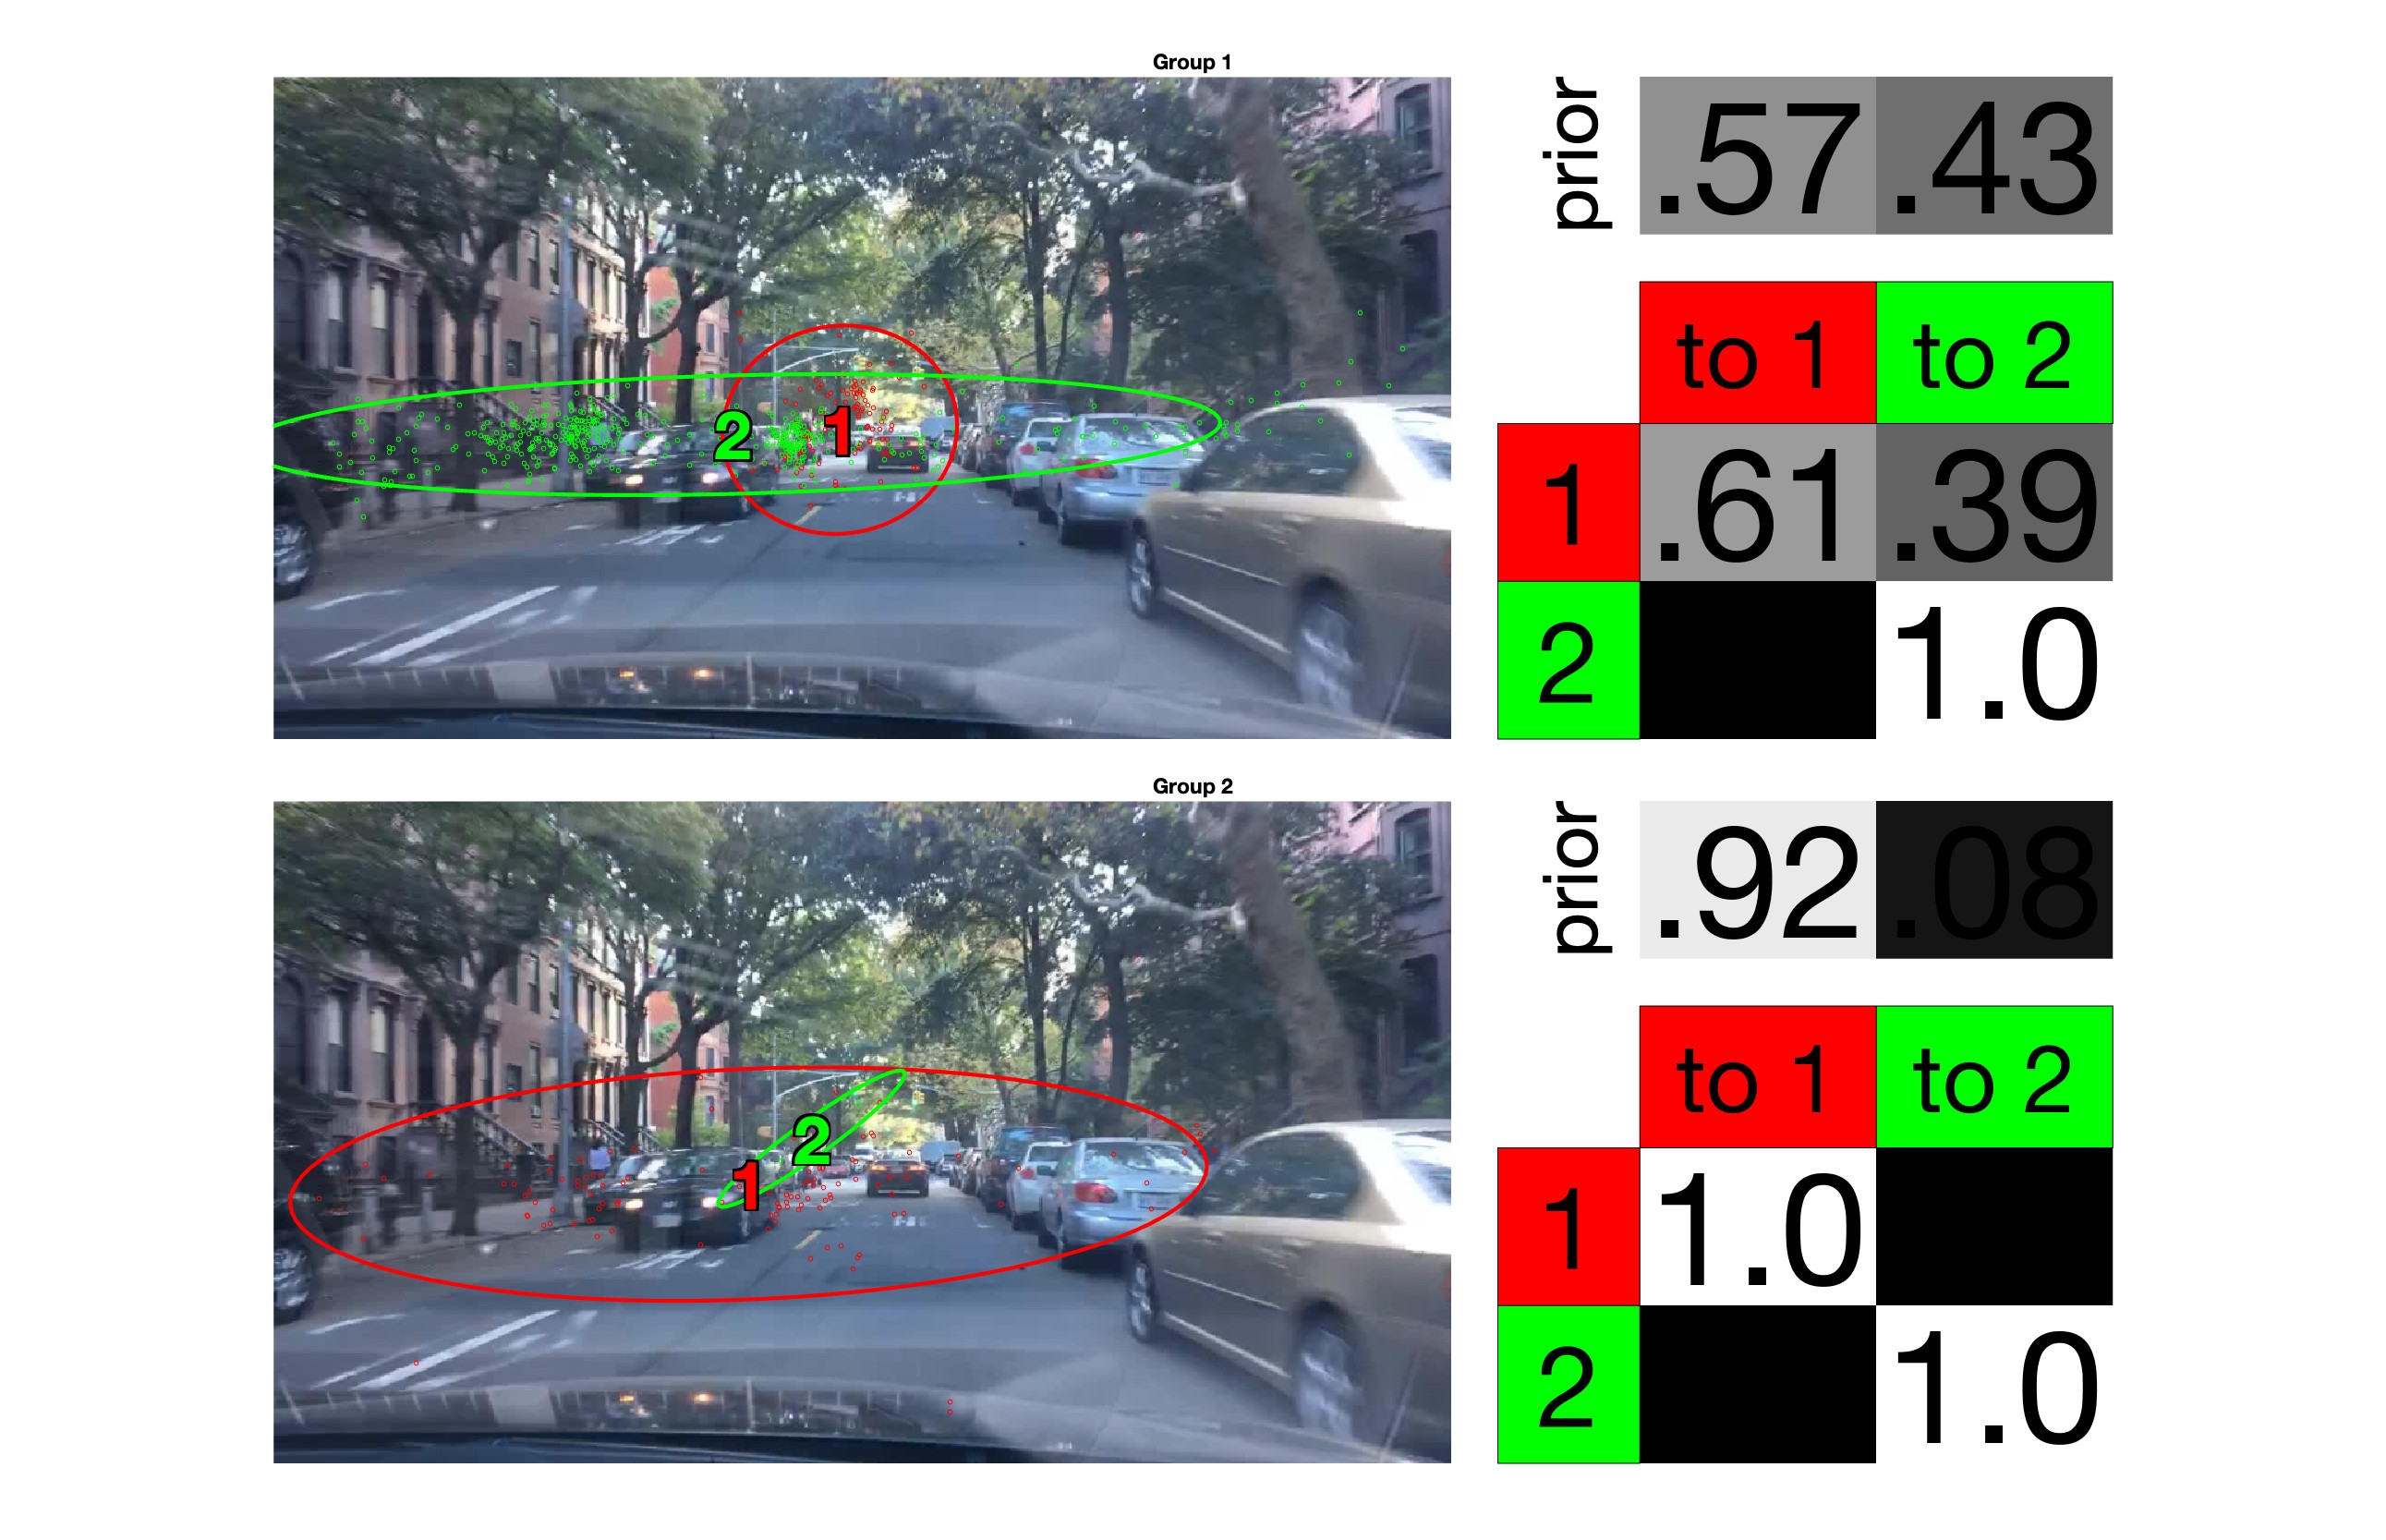 Group 1
2 1
prior .57 .43
to 1 to 2
1 .61 .39
2 1.0
Group 2
2
1
prior .92 .08
to 1 to 2
1 1.0
2 1.0